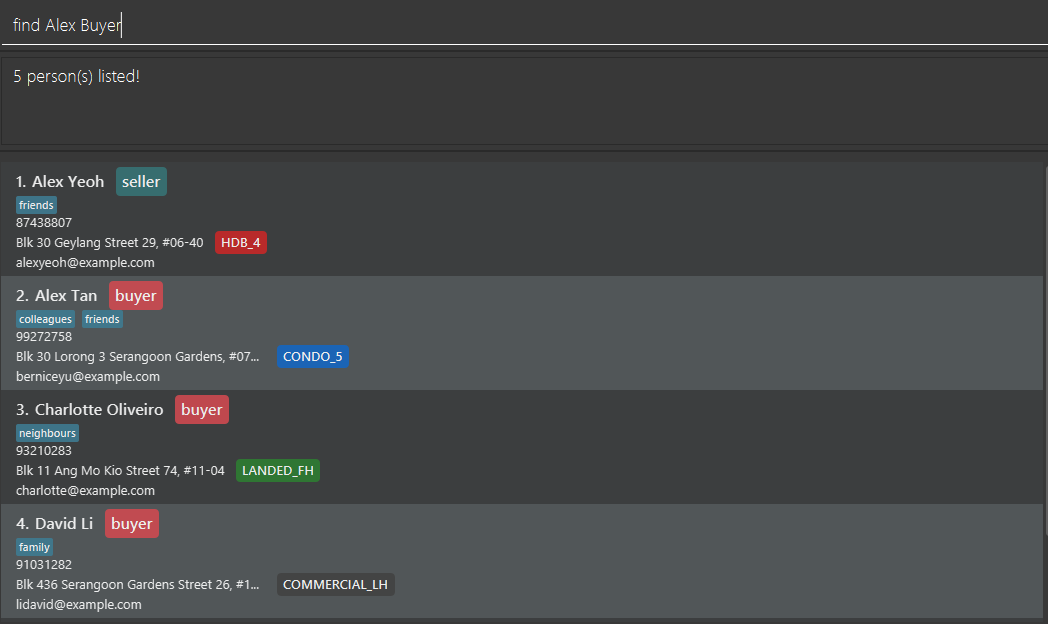 find Alex Buyer
5 person(s) listed!
1. Alex Yeoh seller
friends
87438807
Blk 30 Geylang Street 29, #06-40 HDB_4
alexyeoh@example.com
2. Alex Tan buyer
colleagues friends
99272758
Blk 30 Lorong 3 Serangoon Gardens, #07... CONDO_5
berniceyu@example.com
3. Charlotte Oliveiro buyer
neighbours
93210283
Blk 11 Ang Mo Kio Street 74, #11-04 LANDED_FH
charlotte@example.com
4. David Li buyer
family
91031282
Blk 436 Serangoon Gardens Street 26, #1... COMMERCIAL_LH
lidavid@example.com